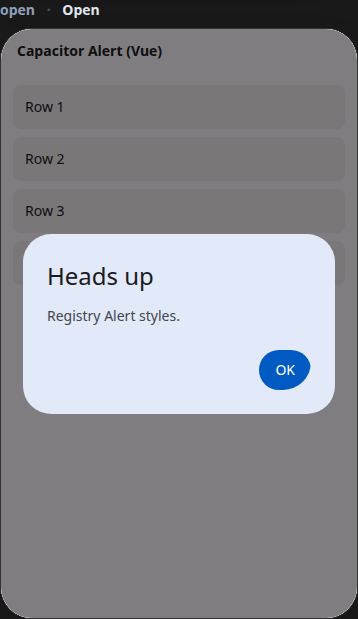 open · Open
Capacitor Alert (Vue)
Row 1
Row 2
Row 3
Heads up
Registry Alert styles.
OK